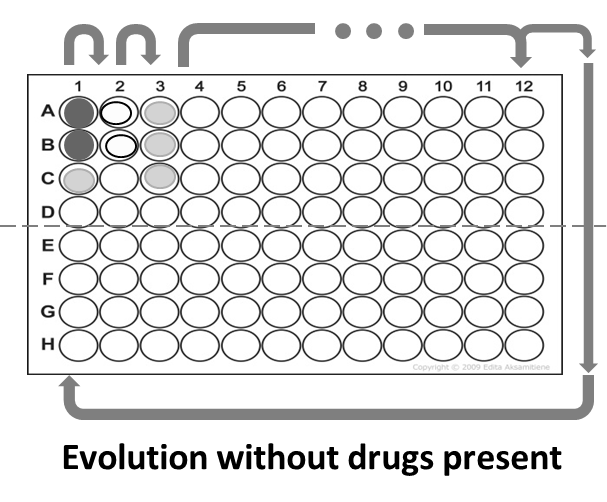 1 2 3 4 5 6 7 8 9 10 11 12
A
B
C
D
E
F
G
H
Copyright © 2009 Edita Aksamitiene
Evolution without drugs present